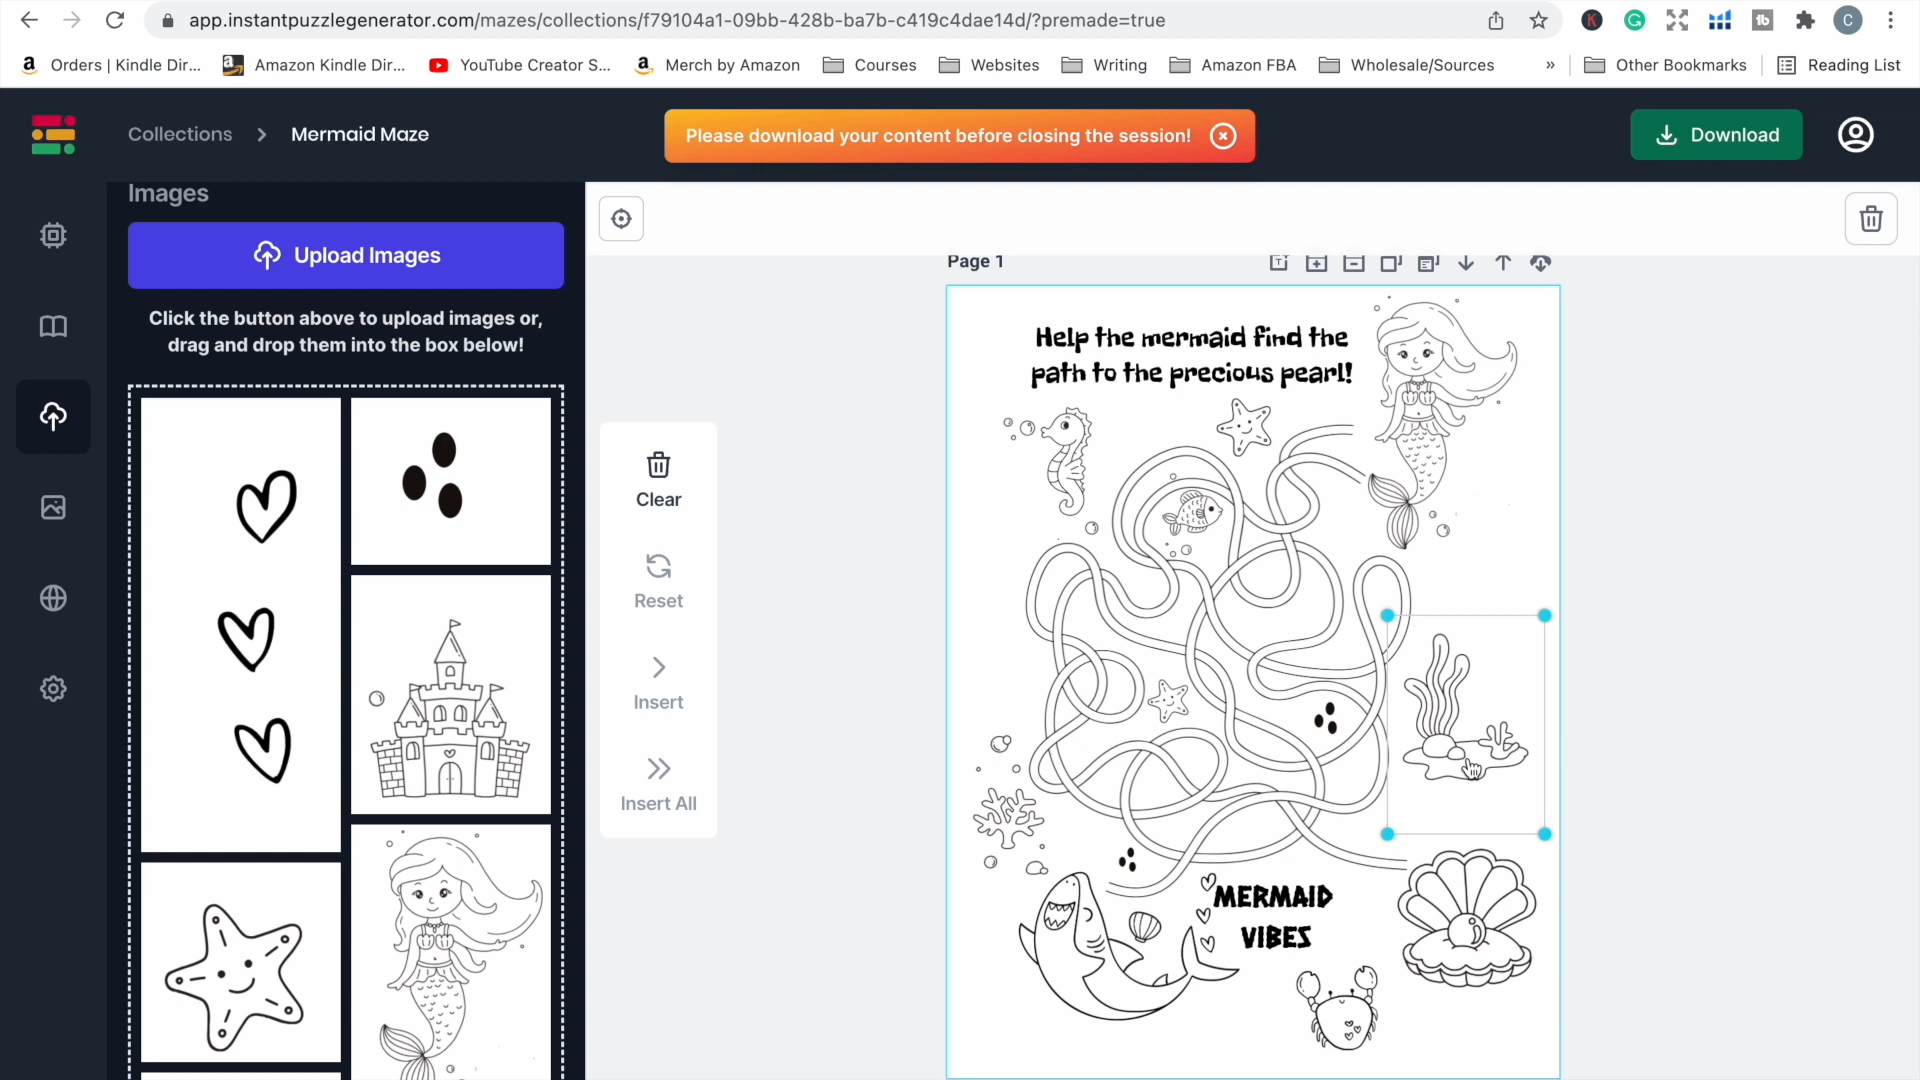 app.instantpuzzlegenerator.com/mazes/collections/f79104a1-09bb-428b-ba7b-c419c4dae14d/?premade=true
K
G
tb
C
Orders | Kindle Dir...
Amazon Kindle Dir...
YouTube Creator S...
Merch by Amazon
Courses
Websites
Writing
Amazon FBA
Wholesale/Sources
»
Other Bookmarks
Reading List
Collections
Mermaid Maze
Please download your content before closing the session!
Download
Images
Upload Images
Click the button above to upload images or,
drag and drop them into the box below!
Clear
Reset
Insert
Insert All
Page 1
Help the mermaid find the
path to the precious pearl!
MERMAID
VIBES